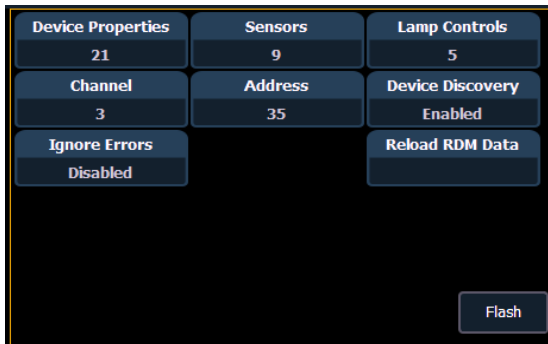 Device Properties Sensors Lamp Controls
21 9 5
Channel Address Device Discovery
3 35 Enabled
Ignore Errors Reload RDM Data
Disabled
Flash